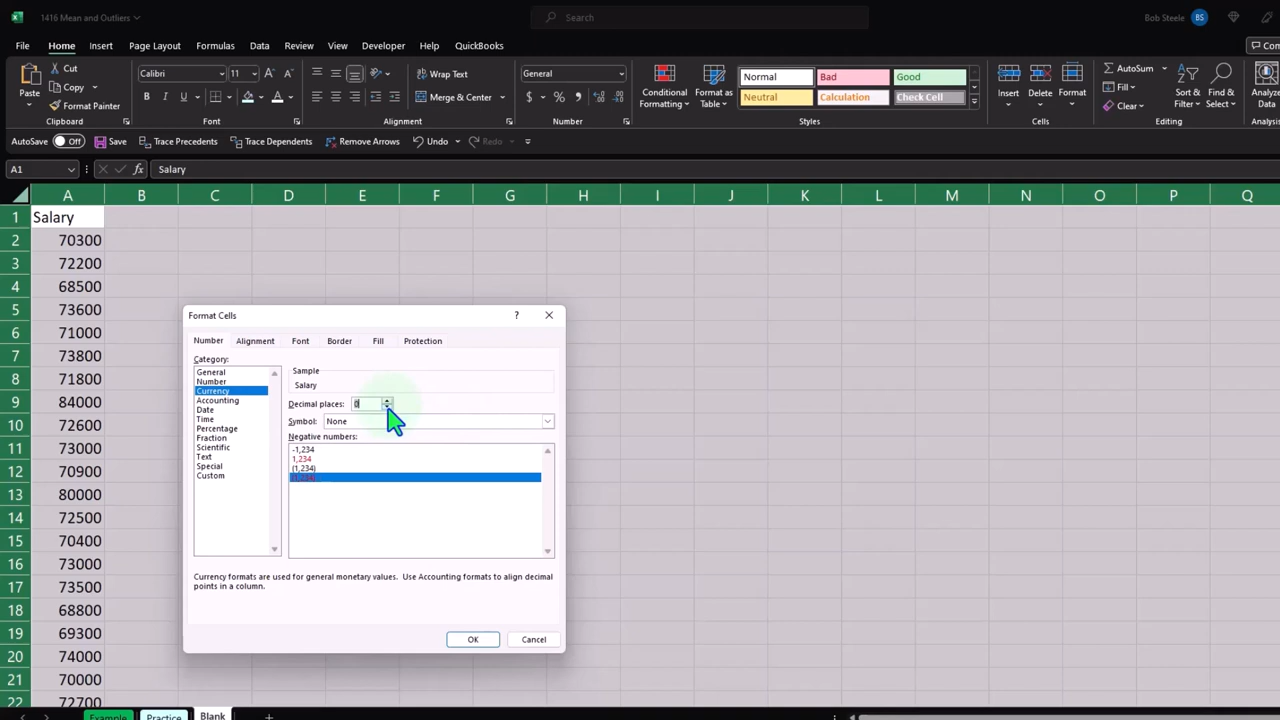 1416 Mean and Outliers
Search
Bob Steele BS
File Home Insert Page Layout Formulas Data Review View Developer Help QuickBooks
Paste
Cut
Copy
Format Painter
Clipboard
Calibri 11
B I U
Font
Wrap Text
Merge & Center
Alignment
General
$ % ,
Number
Conditional Formatting
Format as Table
Normal Bad Good
Neutral Calculation Check Cell
Styles
Insert Delete Format
Cells
AutoSum
Fill
Clear
Sort & Filter
Find & Select
Editing
AutoSave Off Save Trace Precedents Trace Dependents Remove Arrows Undo Redo
A1 fx Salary
A B C D E F G H I J K L M N O P Q
1 Salary
2 70300
3 72200
4 68500
5 73600
6 71000
7 73800
8 71800
9 84000
10 72600
11 73000
12 70900
13 80000
14 72500
15 70400
16 73000
17 73500
18 68800
19 69300
20 74000
21 70000
22 72700
Format Cells ?
Number Alignment Font Border Fill Protection
Category:
General
Number
Currency
Accounting
Date
Time
Percentage
Fraction
Scientific
Text
Special
Custom
Sample
Salary
Decimal places: 0
Symbol: None
Negative numbers:
-1,234
1,234
(1,234)
(1,234)
Currency formats are used for general monetary values. Use Accounting formats to align decimal
points in a column.
OK Cancel
Example Practice Blank